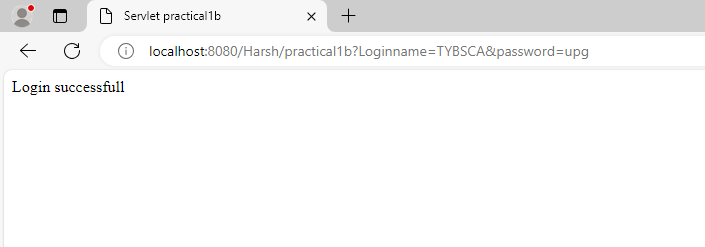 Servlet practical1b
localhost:8080/Harsh/practical1b?Loginname=TYBSCA&password=upg
Login successfull